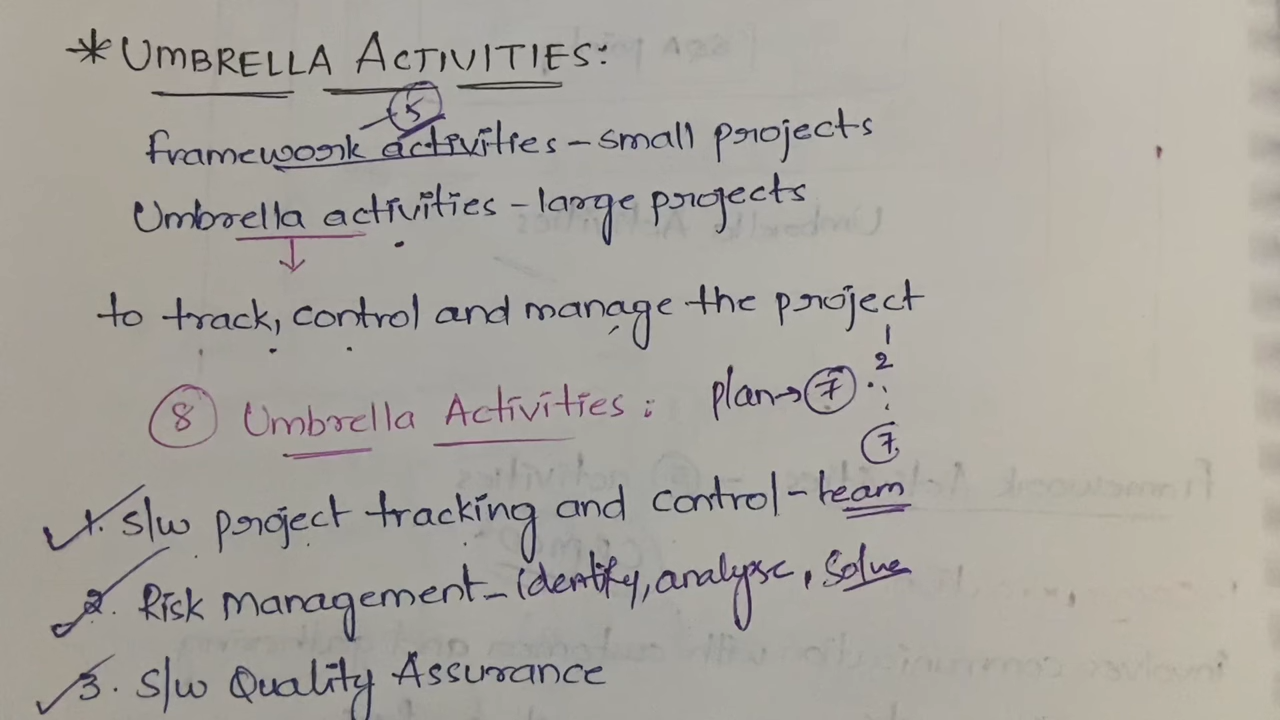 * UMBRELLA ACTIVITIES:
5
framework activities - small projects
Umbrella activities - large projects
↓
to track, control and manage the project
1
2
8 Umbrella Activities: plan → 7
7
1. s/w project tracking and control - team
2. Risk management - identify, analyse, solve
3. s/w Quality Assurance